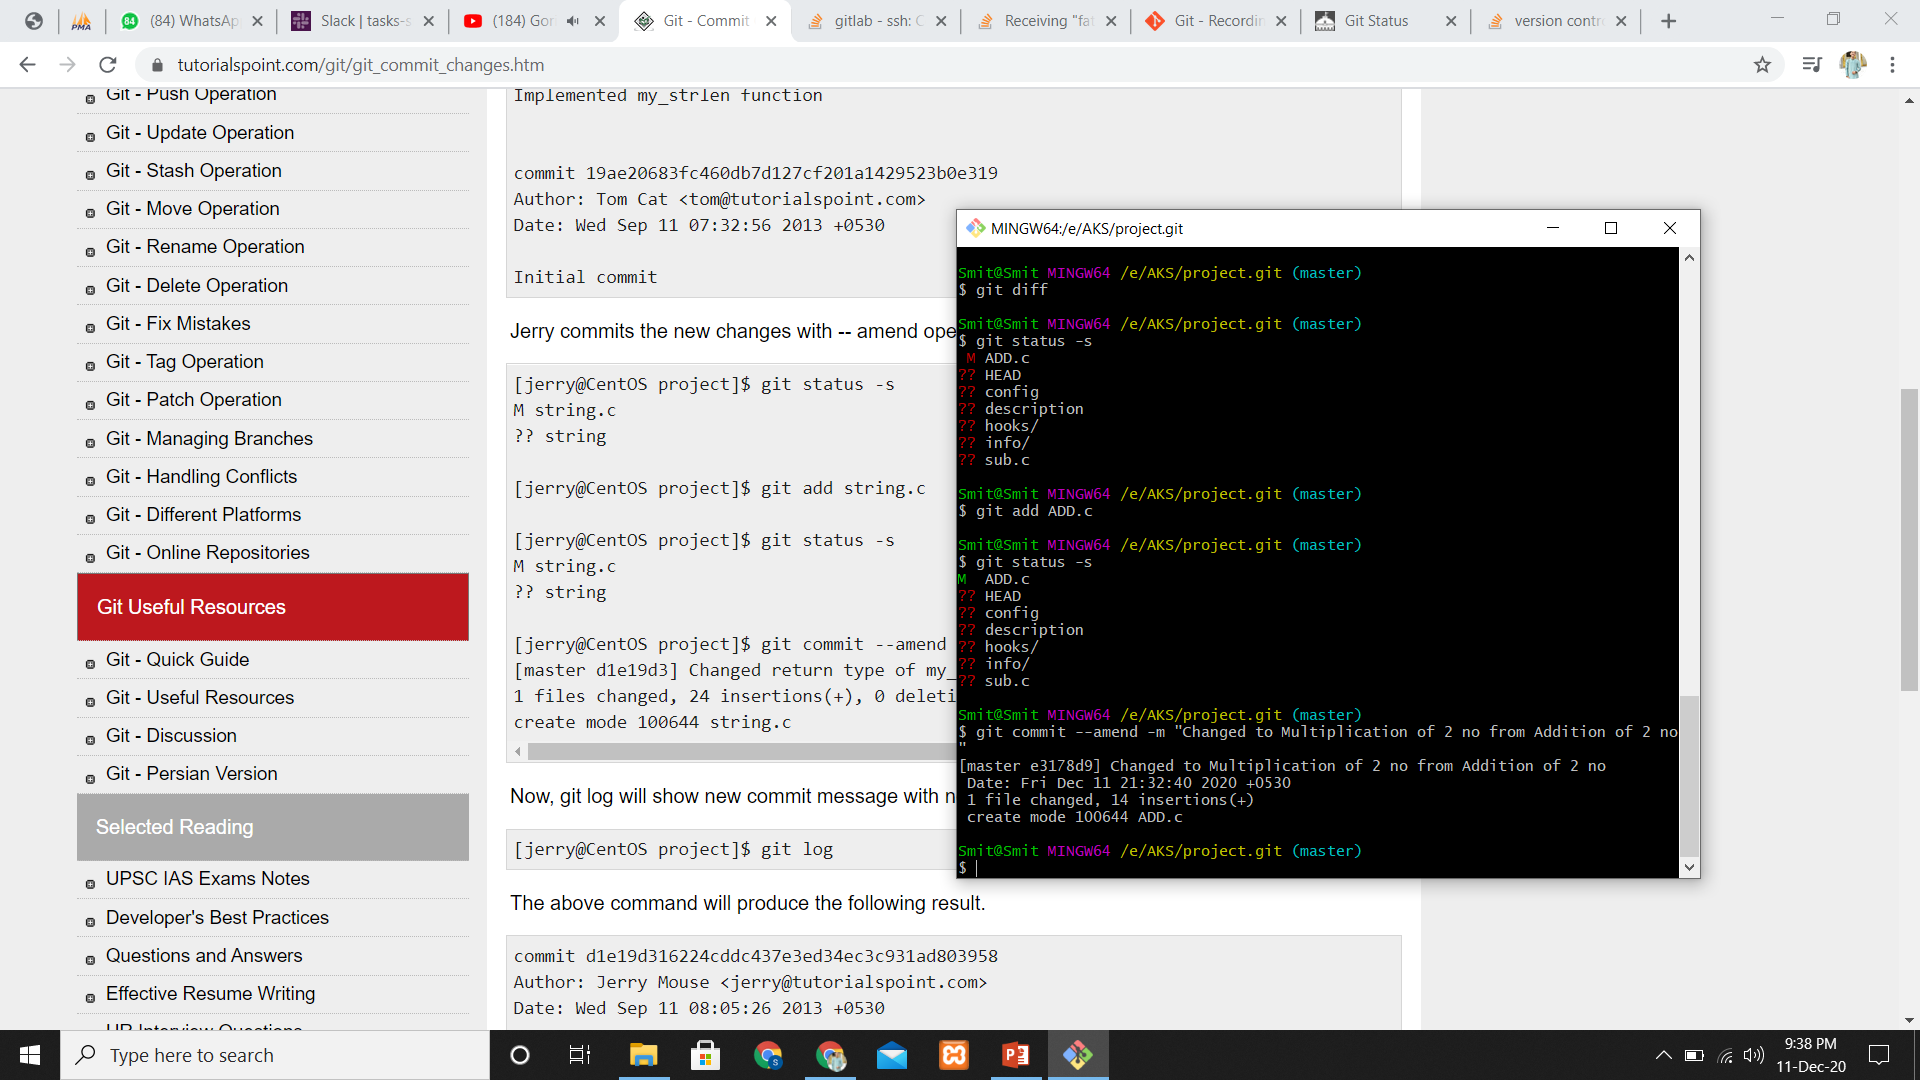 (84) WhatsAp
Slack | tasks-s
(184) Gor
Git - Commit
gitlab - ssh: C
Receiving "fat
Git - Recordin
Git Status
version contro
tutorialspoint.com/git/git_commit_changes.htm
Git - Push Operation
Git - Update Operation
Git - Stash Operation
Git - Move Operation
Git - Rename Operation
Git - Delete Operation
Git - Fix Mistakes
Git - Tag Operation
Git - Patch Operation
Git - Managing Branches
Git - Handling Conflicts
Git - Different Platforms
Git - Online Repositories
Git Useful Resources
Git - Quick Guide
Git - Useful Resources
Git - Discussion
Git - Persian Version
Selected Reading
UPSC IAS Exams Notes
Developer's Best Practices
Questions and Answers
Effective Resume Writing
HR Interview Questions
Implemented my_strlen function
commit 19ae20683fc460db7d127cf201a1429523b0e319
Author: Tom Cat <tom@tutorialspoint.com>
Date: Wed Sep 11 07:32:56 2013 +0530
Initial commit
Jerry commits the new changes with -- amend ope
[jerry@CentOS project]$ git status -s
M string.c
?? string
[jerry@CentOS project]$ git add string.c
[jerry@CentOS project]$ git status -s
M string.c
?? string
[jerry@CentOS project]$ git commit --amend
[master d1e19d3] Changed return type of my_
1 files changed, 24 insertions(+), 0 deleti
create mode 100644 string.c
Now, git log will show new commit message with n
[jerry@CentOS project]$ git log
The above command will produce the following result.
commit d1e19d316224cddc437e3ed34ec3c931ad803958
Author: Jerry Mouse <jerry@tutorialspoint.com>
Date: Wed Sep 11 08:05:26 2013 +0530
MINGW64:/e/AKS/project.git
Smit@Smit MINGW64 /e/AKS/project.git (master)
$ git diff
Smit@Smit MINGW64 /e/AKS/project.git (master)
$ git status -s
M ADD.c
?? HEAD
?? config
?? description
?? hooks/
?? info/
?? sub.c
Smit@Smit MINGW64 /e/AKS/project.git (master)
$ git add ADD.c
Smit@Smit MINGW64 /e/AKS/project.git (master)
$ git status -s
M ADD.c
?? HEAD
?? config
?? description
?? hooks/
?? info/
?? sub.c
Smit@Smit MINGW64 /e/AKS/project.git (master)
$ git commit --amend -m "Changed to Multiplication of 2 no from Addition of 2 no
"
[master e3178d9] Changed to Multiplication of 2 no from Addition of 2 no
Date: Fri Dec 11 21:32:40 2020 +0530
1 file changed, 14 insertions(+)
create mode 100644 ADD.c
Smit@Smit MINGW64 /e/AKS/project.git (master)
$
Type here to search
9:38 PM
11-Dec-20